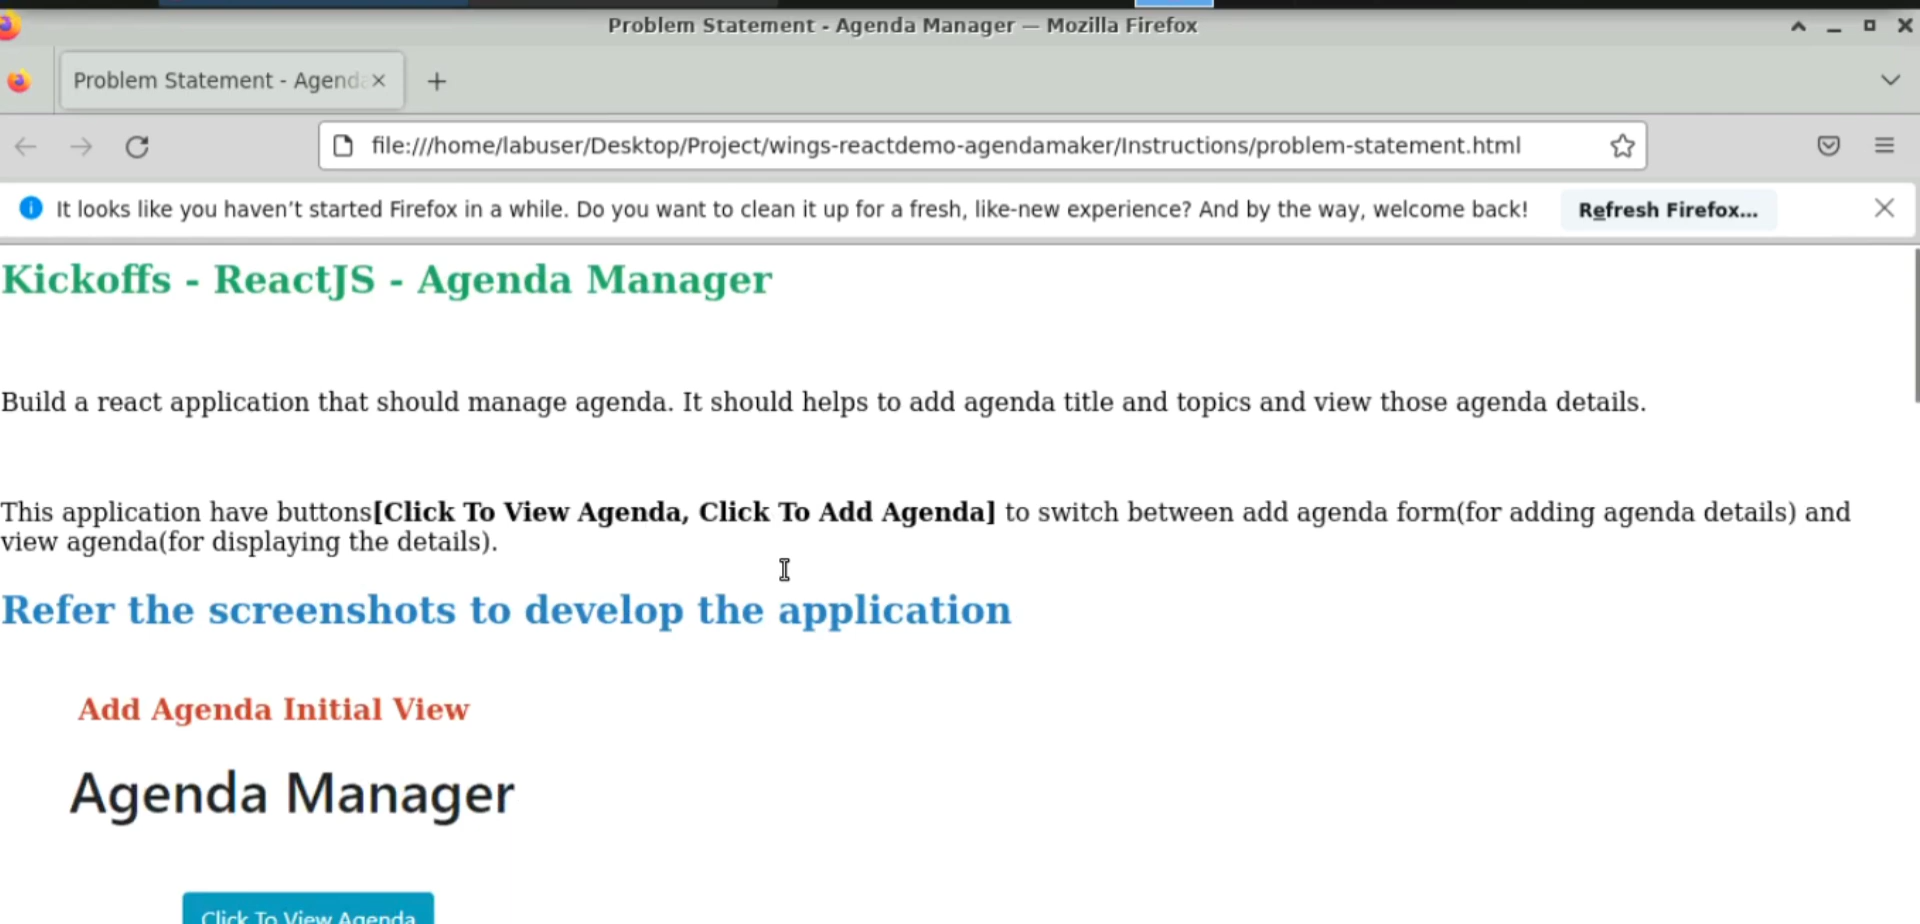 Problem Statement - Agenda Manager — Mozilla Firefox
Problem Statement - Agenda
file:///home/labuser/Desktop/Project/wings-reactdemo-agendamaker/Instructions/problem-statement.html
It looks like you haven't started Firefox in a while. Do you want to clean it up for a fresh, like-new experience? And by the way, welcome back! Refresh Firefox...
Kickoffs - ReactJS - Agenda Manager
Build a react application that should manage agenda. It should helps to add agenda title and topics and view those agenda details.
This application have buttons[Click To View Agenda, Click To Add Agenda] to switch between add agenda form(for adding agenda details) and
view agenda(for displaying the details).
Refer the screenshots to develop the application
Add Agenda Initial View
Agenda Manager
Click To View Agenda